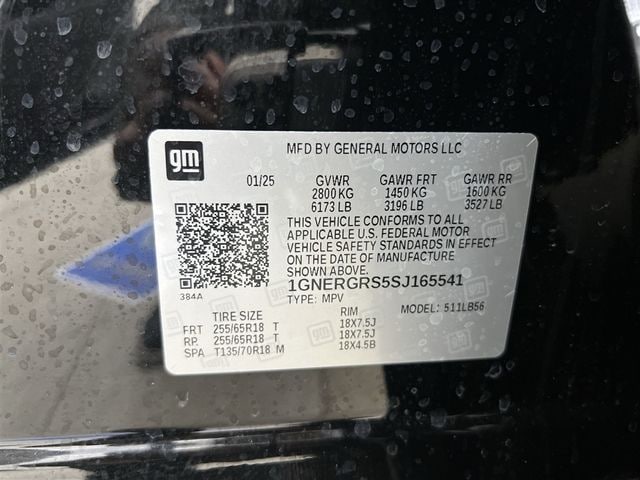 gm
MFD BY GENERAL MOTORS LLC
01/25 GVWR GAWR FRT GAWR RR
2800 KG 1450 KG 1600 KG
6173 LB 3196 LB 3527 LB
THIS VEHICLE CONFORMS TO ALL
APPLICABLE U.S. FEDERAL MOTOR
VEHICLE SAFETY STANDARDS IN EFFECT
ON THE DATE OF MANUFACTURE
SHOWN ABOVE.
384A
1GNERGRS5SJ165541
TYPE: MPV MODEL: 511LB56
TIRE SIZE RIM
FRT 255/65R18 T 18X7.5J
RR 255/65R18 T 18X7.5J
SPA T135/70R18 M 18X4.5B